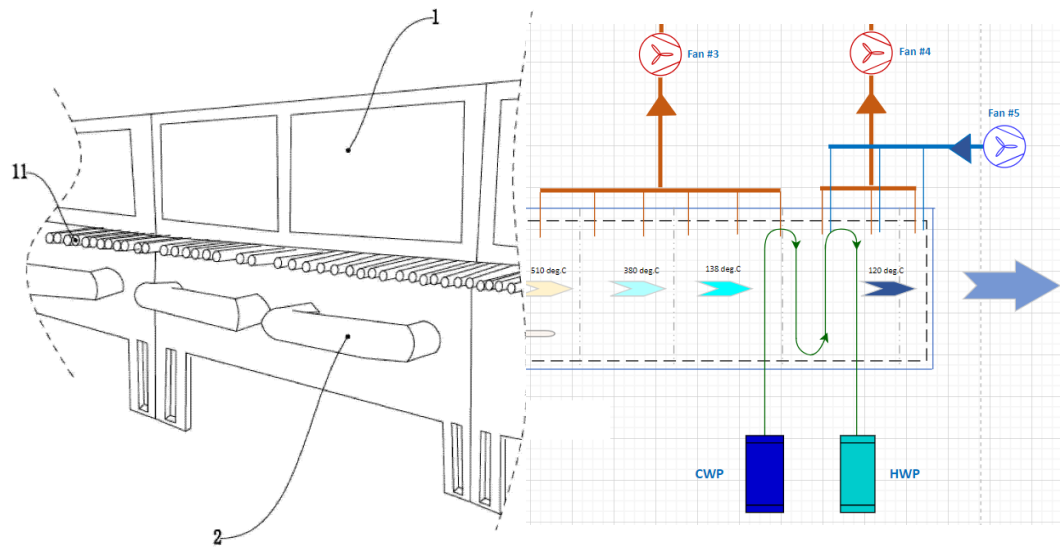 1
11
2
Fan #3
Fan #4
Fan #5
510 deg.C
380 deg.C
138 deg.C
120 deg.C
CWP
HWP